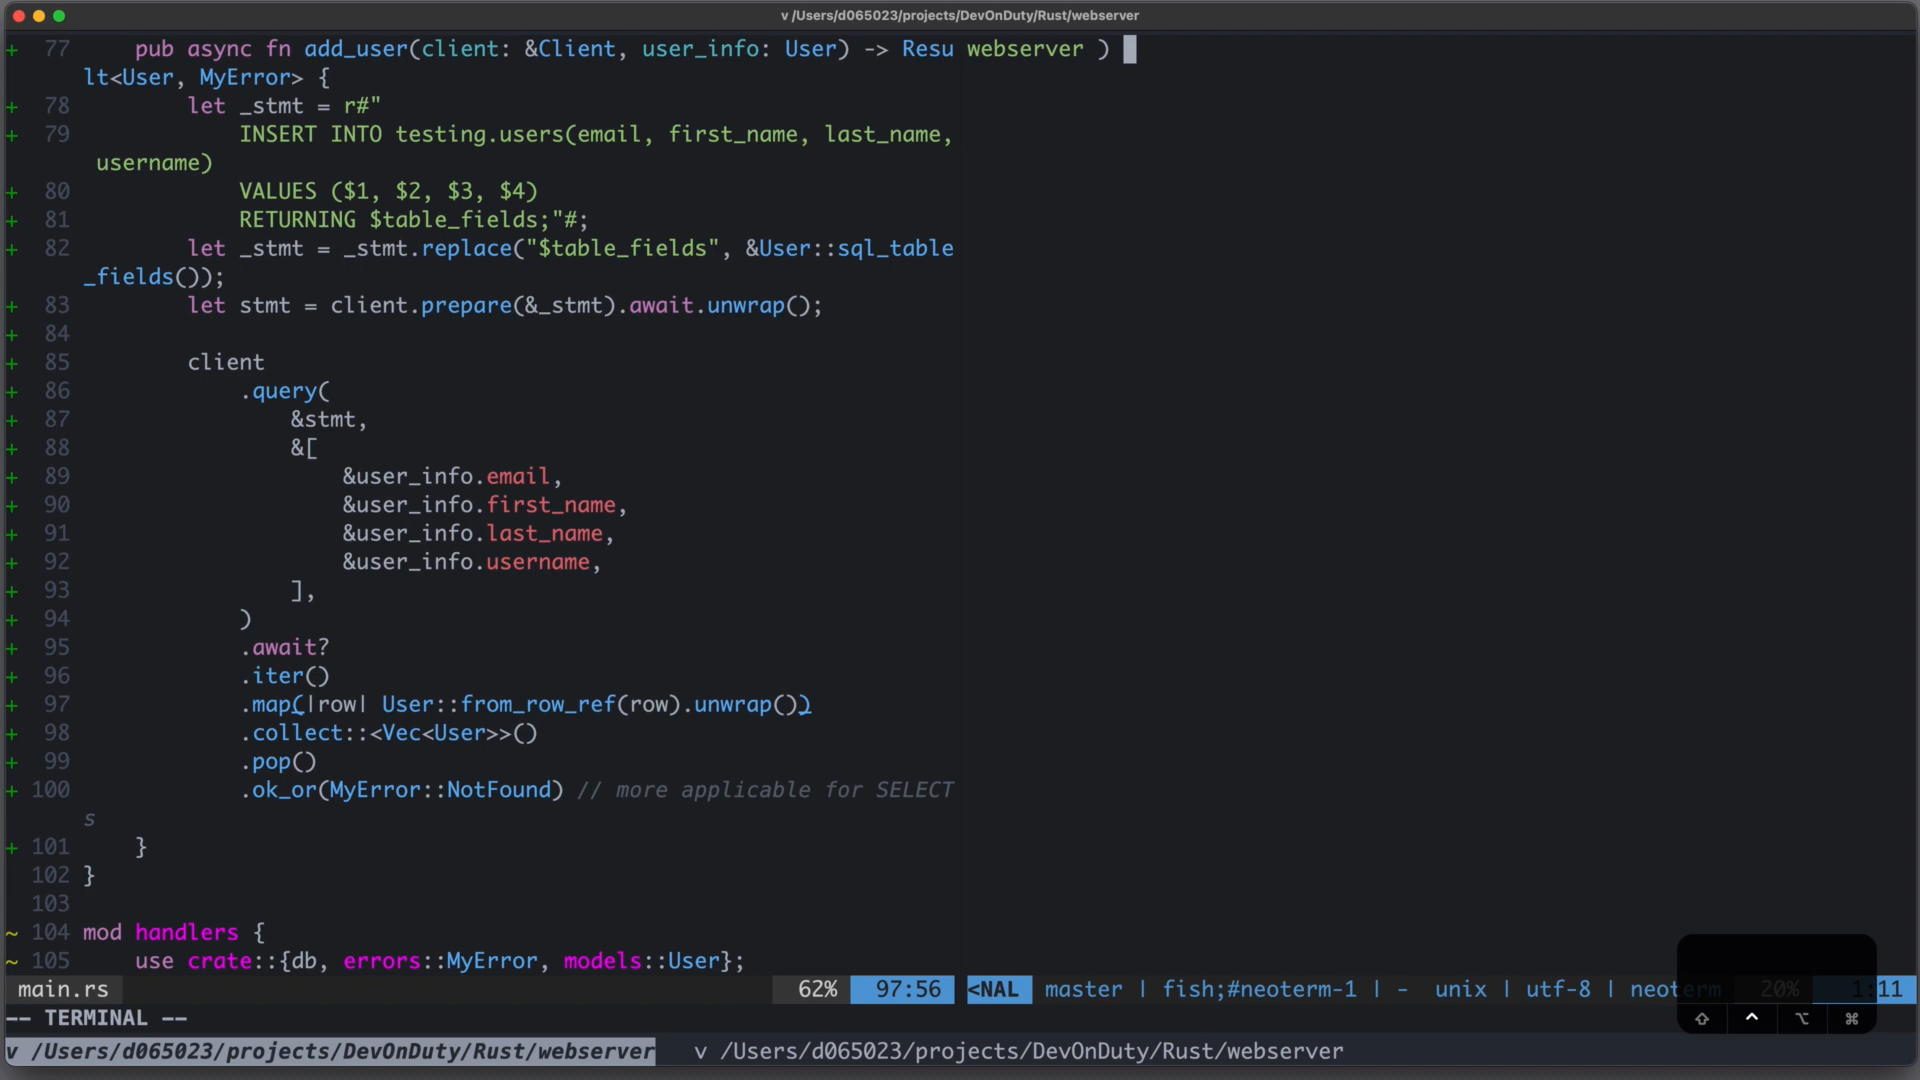 v /Users/d065023/projects/DevOnDuty/Rust/webserver
+ 77 pub async fn add_user(client: &Client, user_info: User) -> Resu webserver )
lt<User, MyError> {
+ 78 let _stmt = r#"
+ 79 INSERT INTO testing.users(email, first_name, last_name,
username)
+ 80 VALUES ($1, $2, $3, $4)
+ 81 RETURNING $table_fields;"#;
+ 82 let _stmt = _stmt.replace("$table_fields", &User::sql_table
_fields());
+ 83 let stmt = client.prepare(&_stmt).await.unwrap();
+ 84
+ 85 client
+ 86 .query(
+ 87 &stmt,
+ 88 &[
+ 89 &user_info.email,
+ 90 &user_info.first_name,
+ 91 &user_info.last_name,
+ 92 &user_info.username,
+ 93 ],
+ 94 )
+ 95 .await?
+ 96 .iter()
+ 97 .map(|row| User::from_row_ref(row).unwrap())
+ 98 .collect::<Vec<User>>()
+ 99 .pop()
+ 100 .ok_or(MyError::NotFound) // more applicable for SELECT
s
+ 101 }
102 }
103
~ 104 mod handlers {
~ 105 use crate::{db, errors::MyError, models::User};
main.rs 62% 97:56 <NAL master | fish;#neoterm-1 | - unix | utf-8 | neoterm 20% 1:11
-- TERMINAL --
v /Users/d065023/projects/DevOnDuty/Rust/webserver v /Users/d065023/projects/DevOnDuty/Rust/webserver